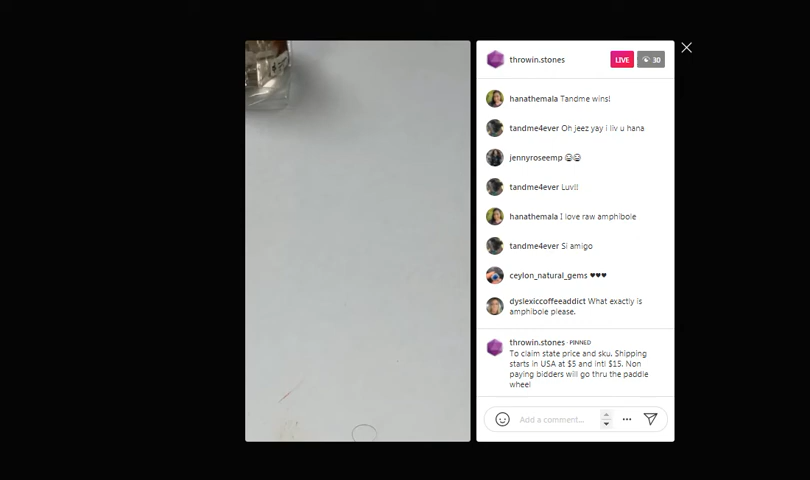 throwin.stones LIVE 30
hanathemala Tandme wins!
tandme4ever Oh jeez yay i liv u hana
jennyroseemp
tandme4ever Luv!!
hanathemala I love raw amphibole
tandme4ever Si amigo
ceylon_natural_gems ♥♥♥
dyslexiccoffeeaddict What exactly is
amphibole please.
throwin.stones · PINNED
To claim state price and sku. Shipping
starts in USA at $5 and intl $15. Non
paying bidders will go thru the paddle
wheel
Add a comment...